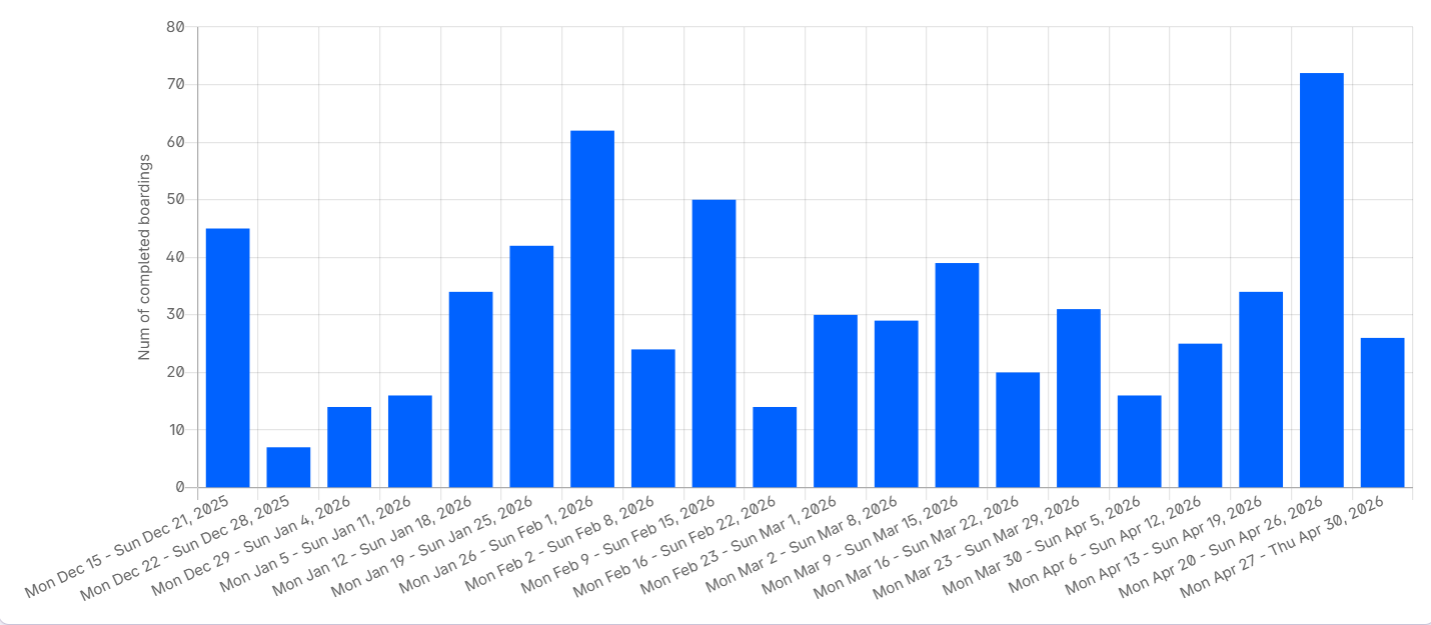 80
70
60
50
40
30
20
10
0
Num of completed boardings
Mon Dec 15 - Sun Dec 21, 2025
Mon Dec 22 - Sun Dec 28, 2025
Mon Dec 29 - Sun Jan 4, 2026
Mon Jan 5 - Sun Jan 11, 2026
Mon Jan 12 - Sun Jan 18, 2026
Mon Jan 19 - Sun Jan 25, 2026
Mon Jan 26 - Sun Feb 1, 2026
Mon Feb 2 - Sun Feb 8, 2026
Mon Feb 9 - Sun Feb 15, 2026
Mon Feb 16 - Sun Feb 22, 2026
Mon Feb 23 - Sun Mar 1, 2026
Mon Mar 2 - Sun Mar 8, 2026
Mon Mar 9 - Sun Mar 15, 2026
Mon Mar 16 - Sun Mar 22, 2026
Mon Mar 23 - Sun Mar 29, 2026
Mon Mar 30 - Sun Apr 5, 2026
Mon Apr 6 - Sun Apr 12, 2026
Mon Apr 13 - Sun Apr 19, 2026
Mon Apr 20 - Sun Apr 26, 2026
Mon Apr 27 - Thu Apr 30, 2026